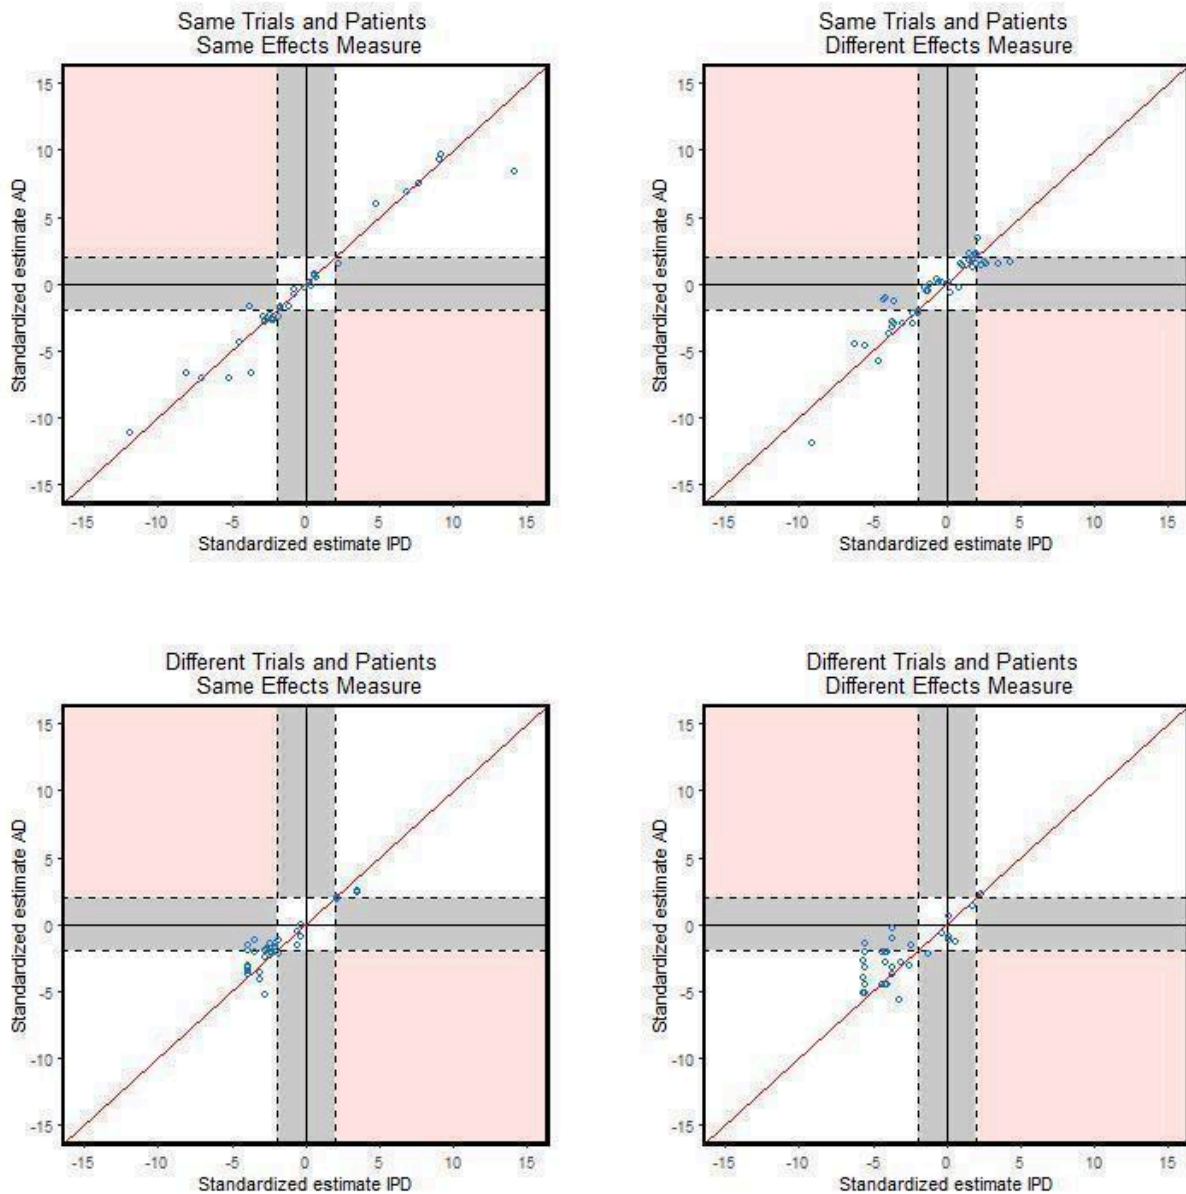 Same Trials and Patients
Same Effects Measure
15
10
5
0
-5
-10
-15
Standardized estimate AD
-15 -10 -5 0 5 10 15
Standardized estimate IPD
Same Trials and Patients
Different Effects Measure
15
10
5
0
-5
-10
-15
Standardized estimate AD
-15 -10 -5 0 5 10 15
Standardized estimate IPD
Different Trials and Patients
Same Effects Measure
15
10
5
0
-5
-10
-15
Standardized estimate AD
-15 -10 -5 0 5 10 15
Standardized estimate IPD
Different Trials and Patients
Different Effects Measure
15
10
5
0
-5
-10
-15
Standardized estimate AD
-15 -10 -5 0 5 10 15
Standardized estimate IPD